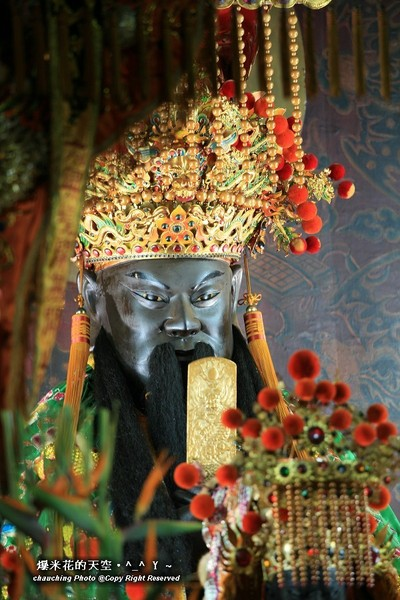 爆米花的天空‧^_^ㄚ~
chauching Photo @Copy Right Reserved